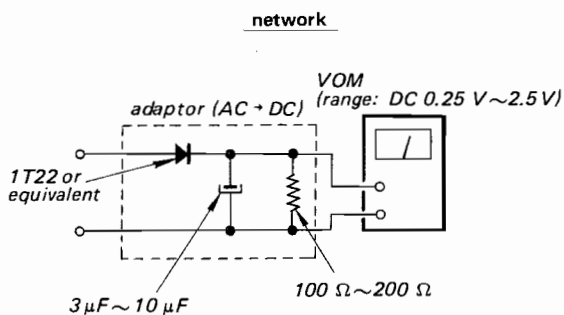 network
VOM
(range: DC 0.25 V~2.5 V)
adaptor (AC → DC)
1T22 or
equivalent
3 μF~10 μF
100 Ω~200 Ω